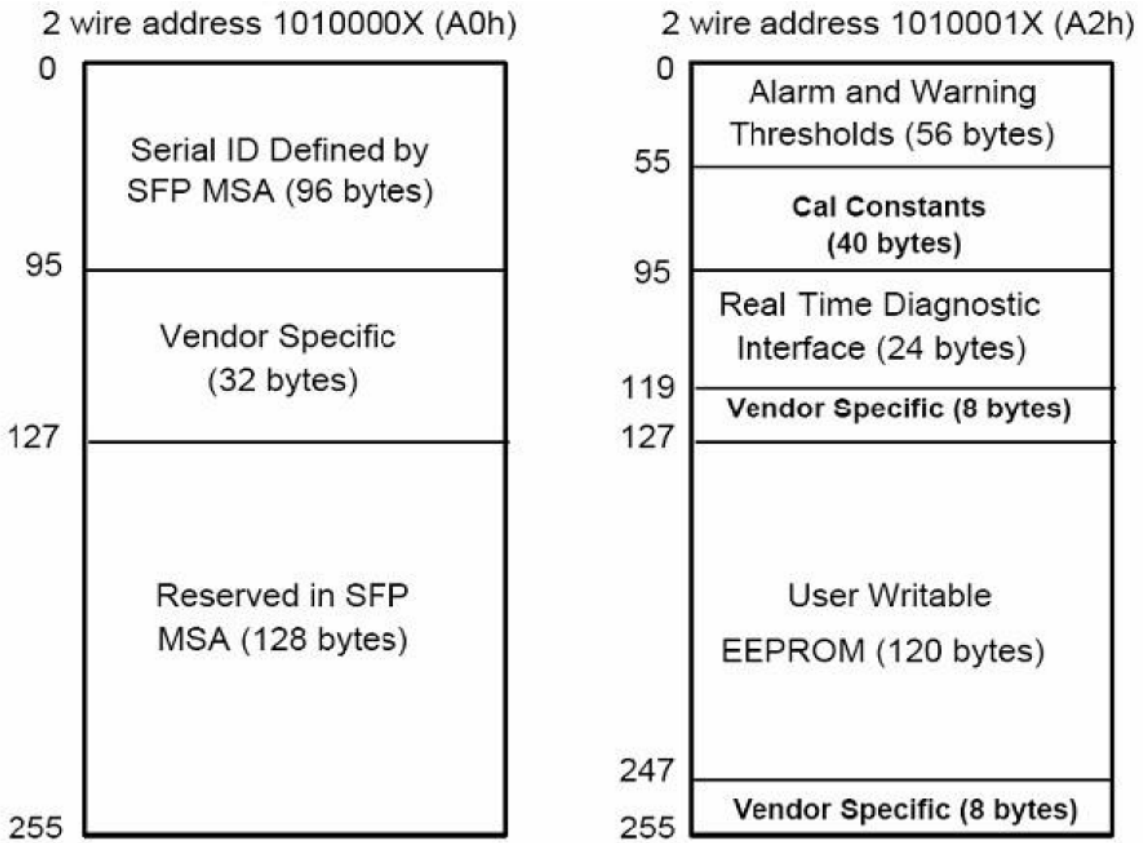 2 wire address 1010000X (A0h)
0
Serial ID Defined by
SFP MSA (96 bytes)
95
Vendor Specific
(32 bytes)
127
Reserved in SFP
MSA (128 bytes)
255
2 wire address 1010001X (A2h)
0
Alarm and Warning
Thresholds (56 bytes)
55
Cal Constants
(40 bytes)
95
Real Time Diagnostic
Interface (24 bytes)
119
Vendor Specific (8 bytes)
127
User Writable
EEPROM (120 bytes)
247
Vendor Specific (8 bytes)
255